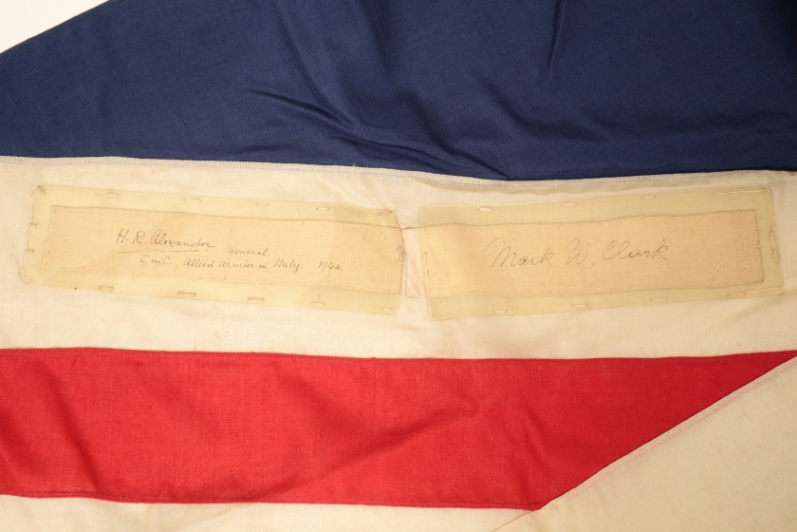 H. R. Alexander
General
C in C. Allied Armies in Italy. 1944.
Mark W. Clark